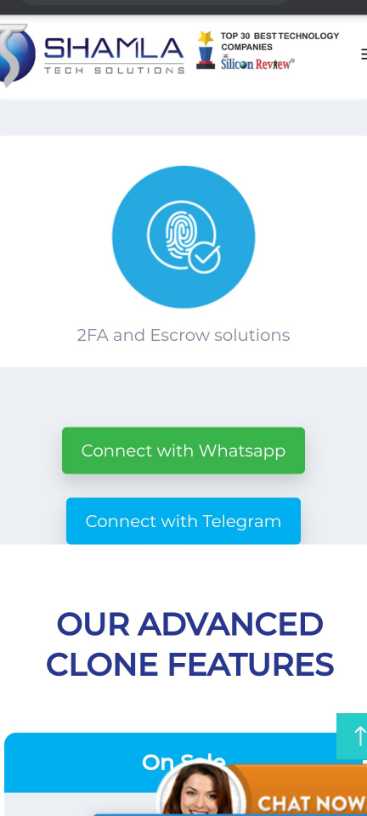 SHAMLA
TECH SOLUTIONS
TOP 30 BEST TECHNOLOGY
COMPANIES
Silicon Review
2FA and Escrow solutions
Connect with Whatsapp
Connect with Telegram
OUR ADVANCED
CLONE FEATURES
On Sale
CHAT NOW